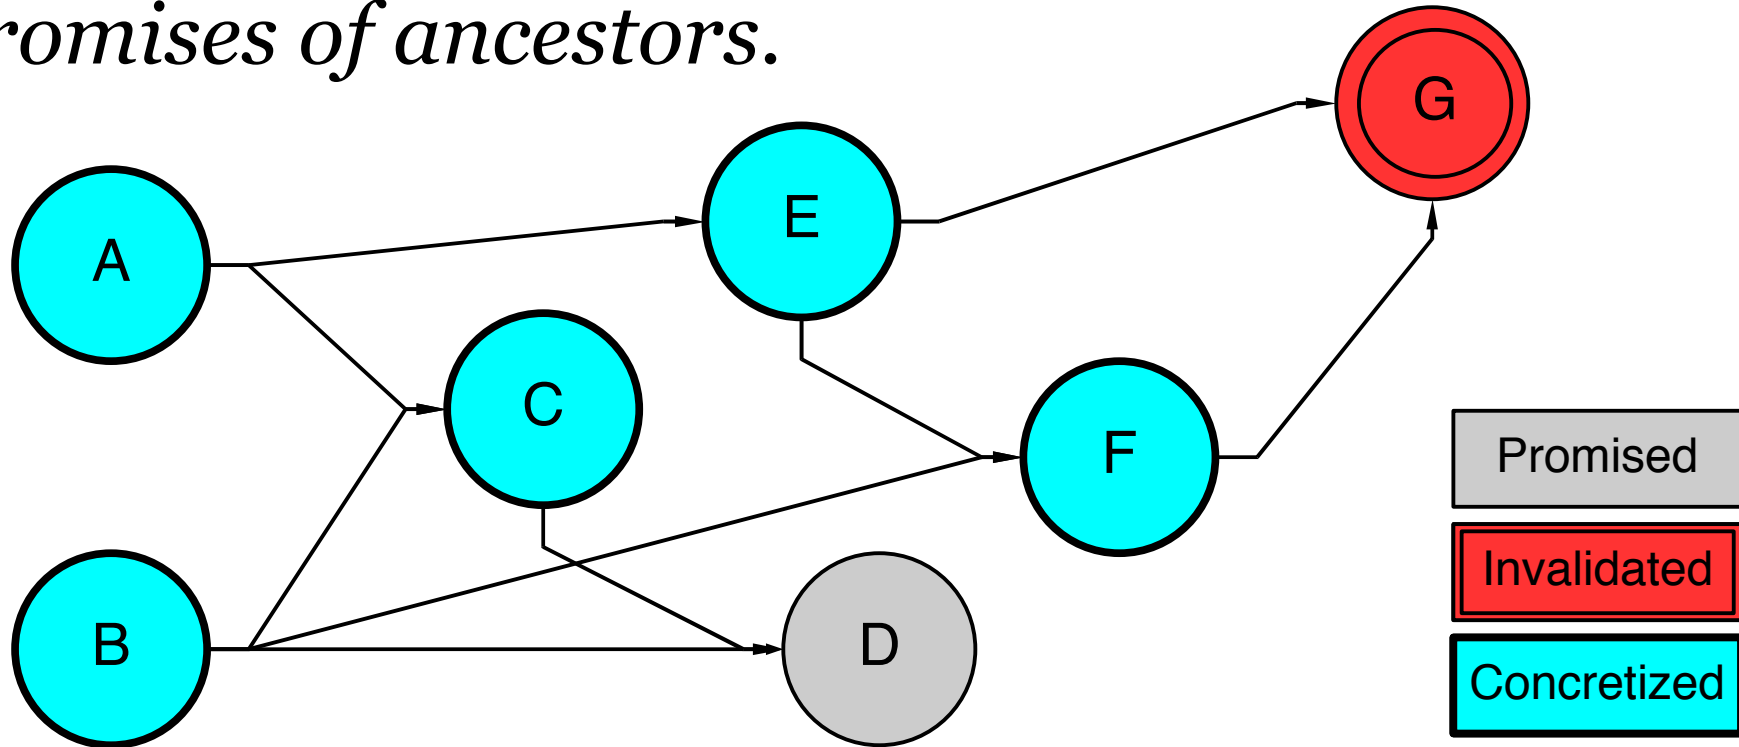 romises of ancestors.
G
E
A
C
F
B
D
Promised
Invalidated
Concretized